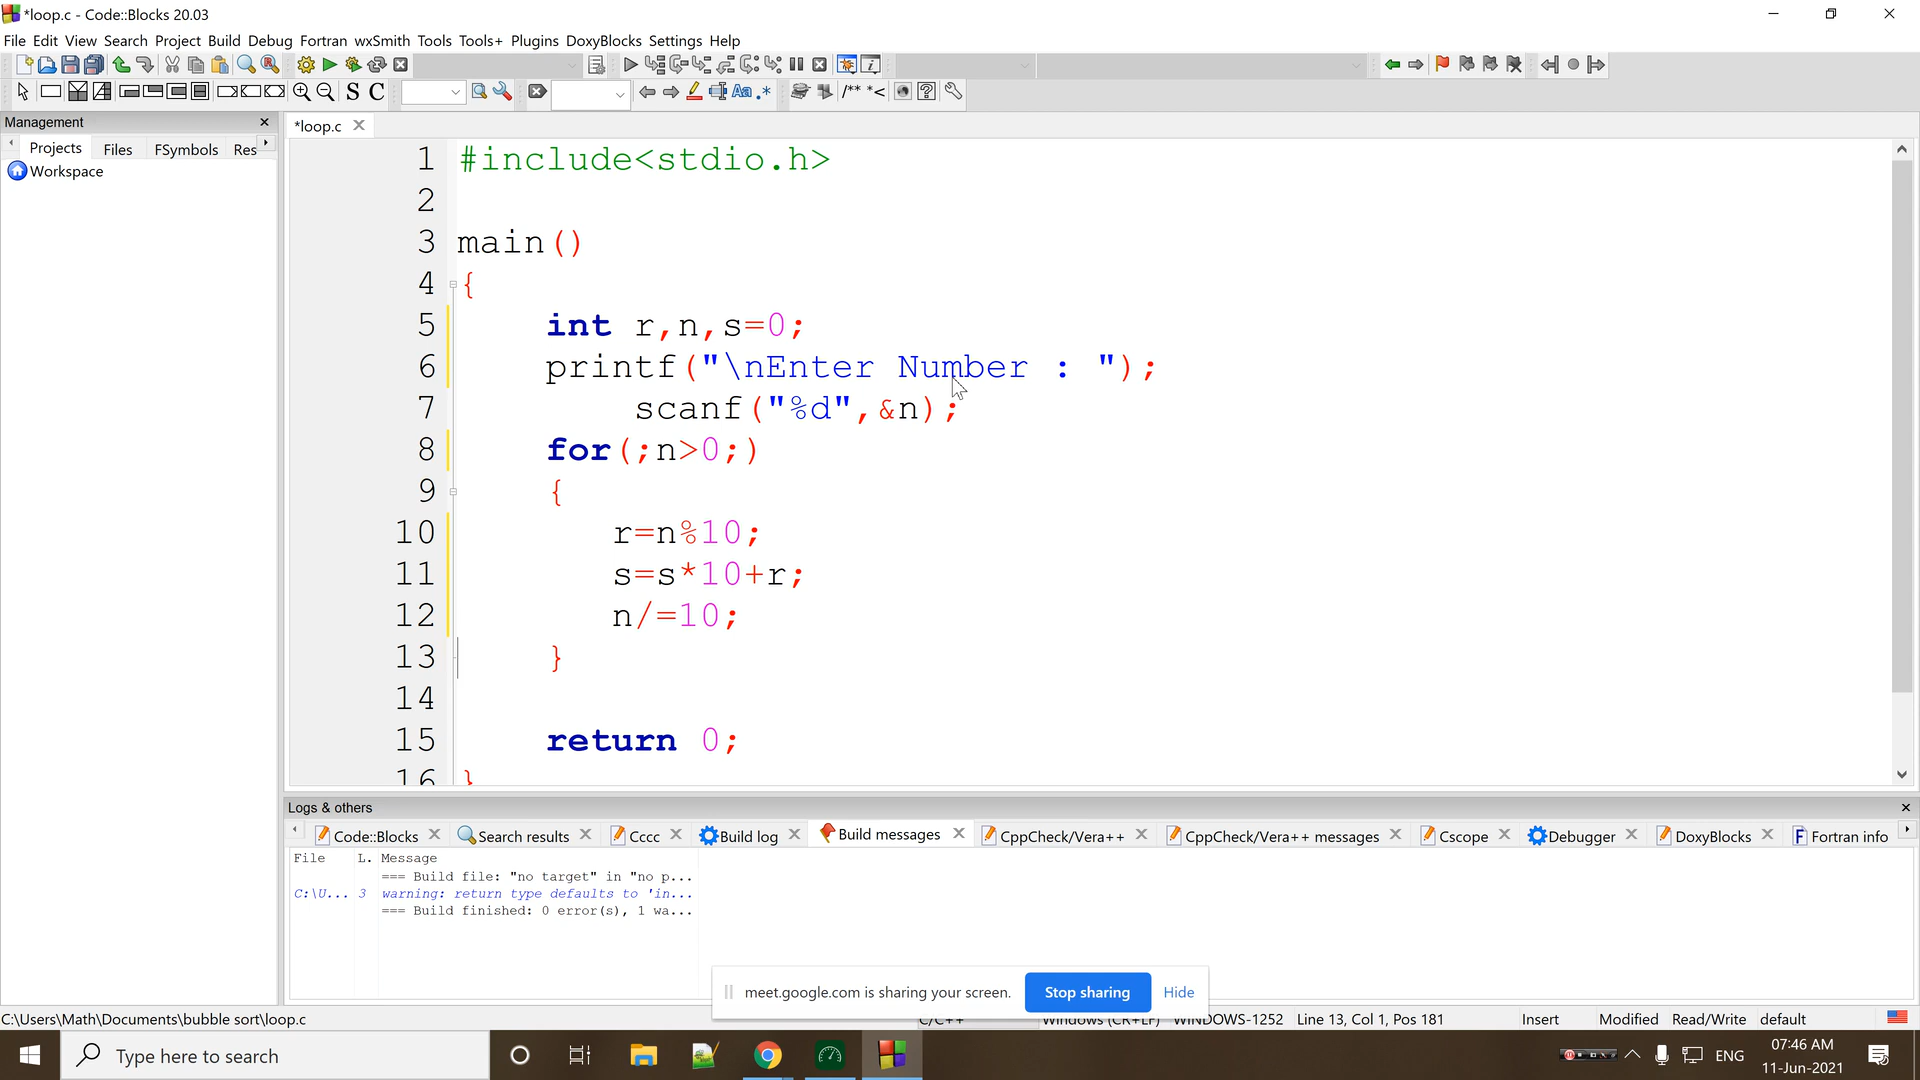 *loop.c - Code::Blocks 20.03
File Edit View Search Project Build Debug Fortran wxSmith Tools Tools+ Plugins DoxyBlocks Settings Help
S C Aa .* /** *<
Management
*loop.c
Projects Files FSymbols Res
Workspace
1 #include<stdio.h>
2
3 main()
4 {
5 int r,n,s=0;
6 printf("\nEnter Number : ");
7 scanf("%d",&n);
8 for(;n>0;)
9 {
10 r=n%10;
11 s=s*10+r;
12 n/=10;
13 }
14
15 return 0;
16 }
Logs & others
Code::Blocks Search results Cccc Build log Build messages CppCheck/Vera++ CppCheck/Vera++ messages Cscope Debugger DoxyBlocks Fortran info
File L. Message
=== Build file: "no target" in "no p...
C:\U... 3 warning: return type defaults to 'in...
=== Build finished: 0 error(s), 1 wa...
meet.google.com is sharing your screen. Stop sharing Hide
C:\Users\Math\Documents\bubble sort\loop.c C/C++ Windows (CR+LF) WINDOWS-1252 Line 13, Col 1, Pos 181 Insert Modified Read/Write default
Type here to search
ENG
07:46 AM
11-Jun-2021